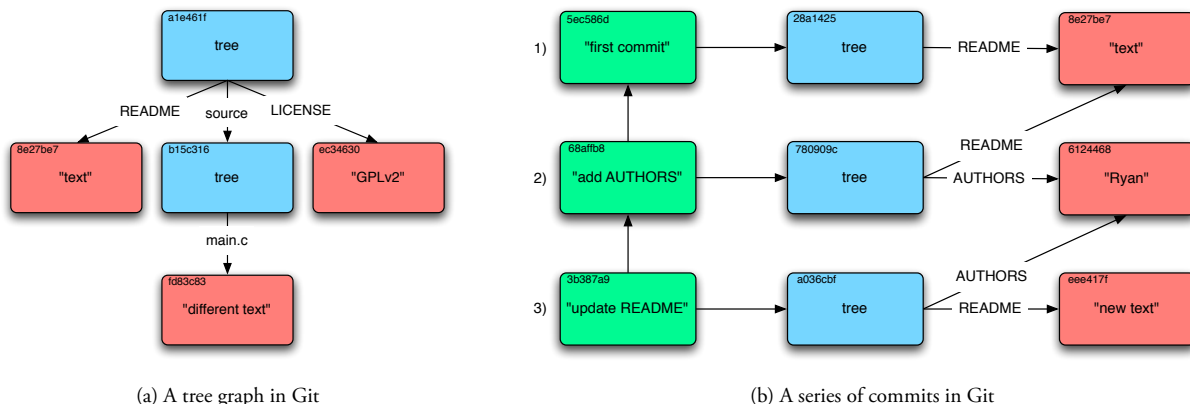 a1e461f
tree
README
source
LICENSE
8e27be7
"text"
b15c316
tree
ec34630
"GPLv2"
main.c
fd83c83
"different text"
(a) A tree graph in Git
1)
5ec586d
"first commit"
28a1425
tree
README
8e27be7
"text"
2)
68affb8
"add AUTHORS"
780909c
tree
README
AUTHORS
6124468
"Ryan"
3)
3b387a9
"update README"
a036cbf
tree
AUTHORS
README
eee417f
"new text"
(b) A series of commits in Git